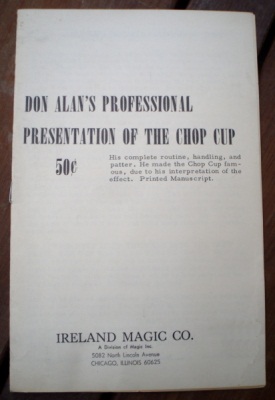 DON ALAN'S PROFESSIONAL
PRESENTATION OF THE CHOP CUP
50¢
His complete routine, handling, and
patter. He made the Chop Cup fam-
ous, due to his interpretation of the
effect. Printed Manuscript.
IRELAND MAGIC CO.
A Division of Magic Inc.
5082 North Lincoln Avenue
CHICAGO, ILLINOIS 60625